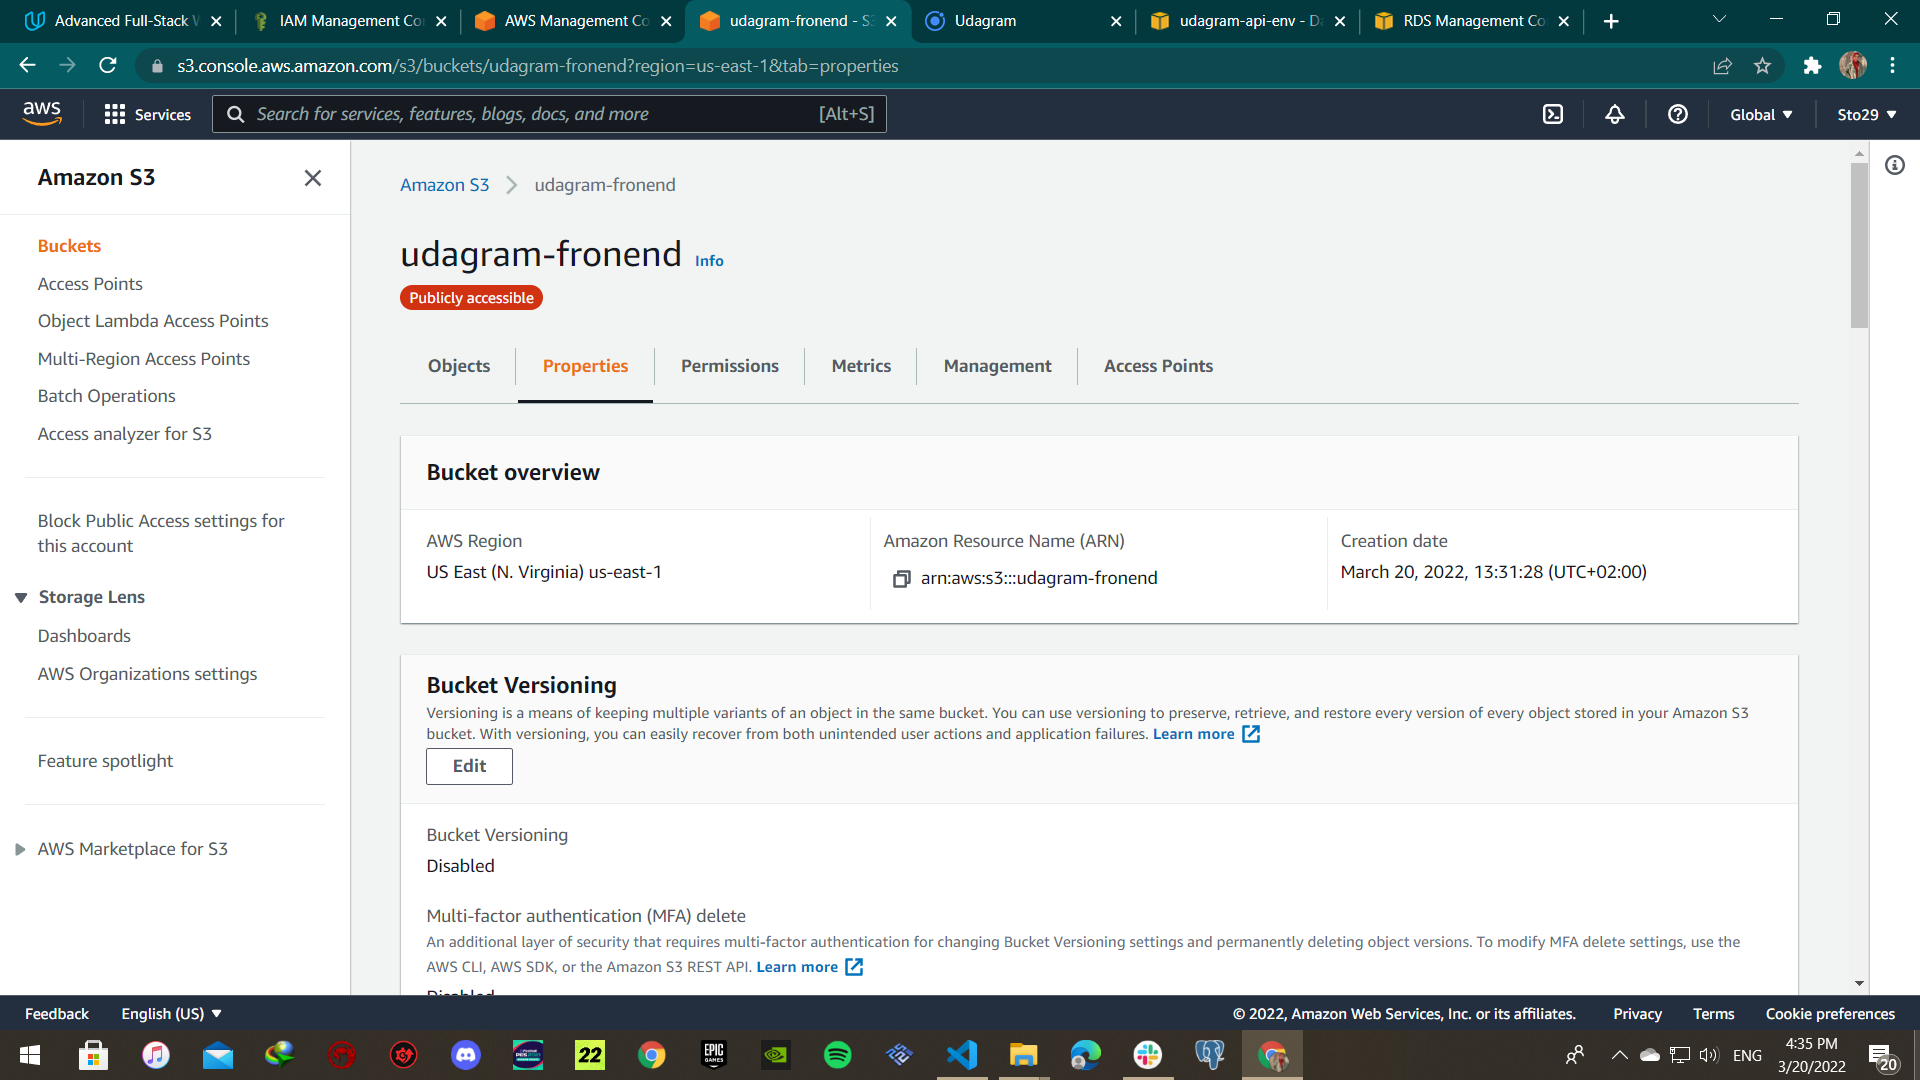 Advanced Full-Stack
IAM Management Co
AWS Management Co
udagram-fronend - S3
Udagram
udagram-api-env - Da
RDS Management Co
s3.console.aws.amazon.com/s3/buckets/udagram-fronend?region=us-east-1&tab=properties
aws
Services
Search for services, features, blogs, docs, and more
[Alt+S]
Global
Sto29
Amazon S3
Buckets
Access Points
Object Lambda Access Points
Multi-Region Access Points
Batch Operations
Access analyzer for S3
Block Public Access settings for
this account
Storage Lens
Dashboards
AWS Organizations settings
Feature spotlight
AWS Marketplace for S3
Amazon S3
udagram-fronend
udagram-fronend Info
Publicly accessible
Objects
Properties
Permissions
Metrics
Management
Access Points
Bucket overview
AWS Region
US East (N. Virginia) us-east-1
Amazon Resource Name (ARN)
arn:aws:s3:::udagram-fronend
Creation date
March 20, 2022, 13:31:28 (UTC+02:00)
Bucket Versioning
Versioning is a means of keeping multiple variants of an object in the same bucket. You can use versioning to preserve, retrieve, and restore every version of every object stored in your Amazon S3
bucket. With versioning, you can easily recover from both unintended user actions and application failures. Learn more
Edit
Bucket Versioning
Disabled
Multi-factor authentication (MFA) delete
An additional layer of security that requires multi-factor authentication for changing Bucket Versioning settings and permanently deleting object versions. To modify MFA delete settings, use the
AWS CLI, AWS SDK, or the Amazon S3 REST API. Learn more
Disabled
Feedback
English (US)
© 2022, Amazon Web Services, Inc. or its affiliates.
Privacy
Terms
Cookie preferences
22
EPIC
GAMES
ENG
4:35 PM
3/20/2022
20